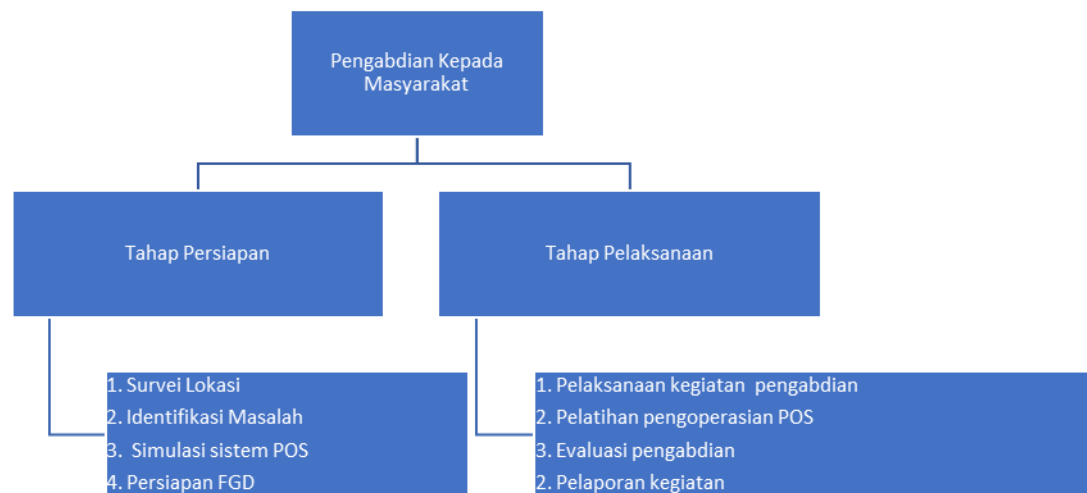 Pengabdian Kepada
Masyarakat
Tahap Persiapan
Tahap Pelaksanaan
1. Survei Lokasi
2. Identifikasi Masalah
3. Simulasi sistem POS
4. Persiapan FGD
1. Pelaksanaan kegiatan pengabdian
2. Pelatihan pengoperasian POS
3. Evaluasi pengabdian
2. Pelaporan kegiatan